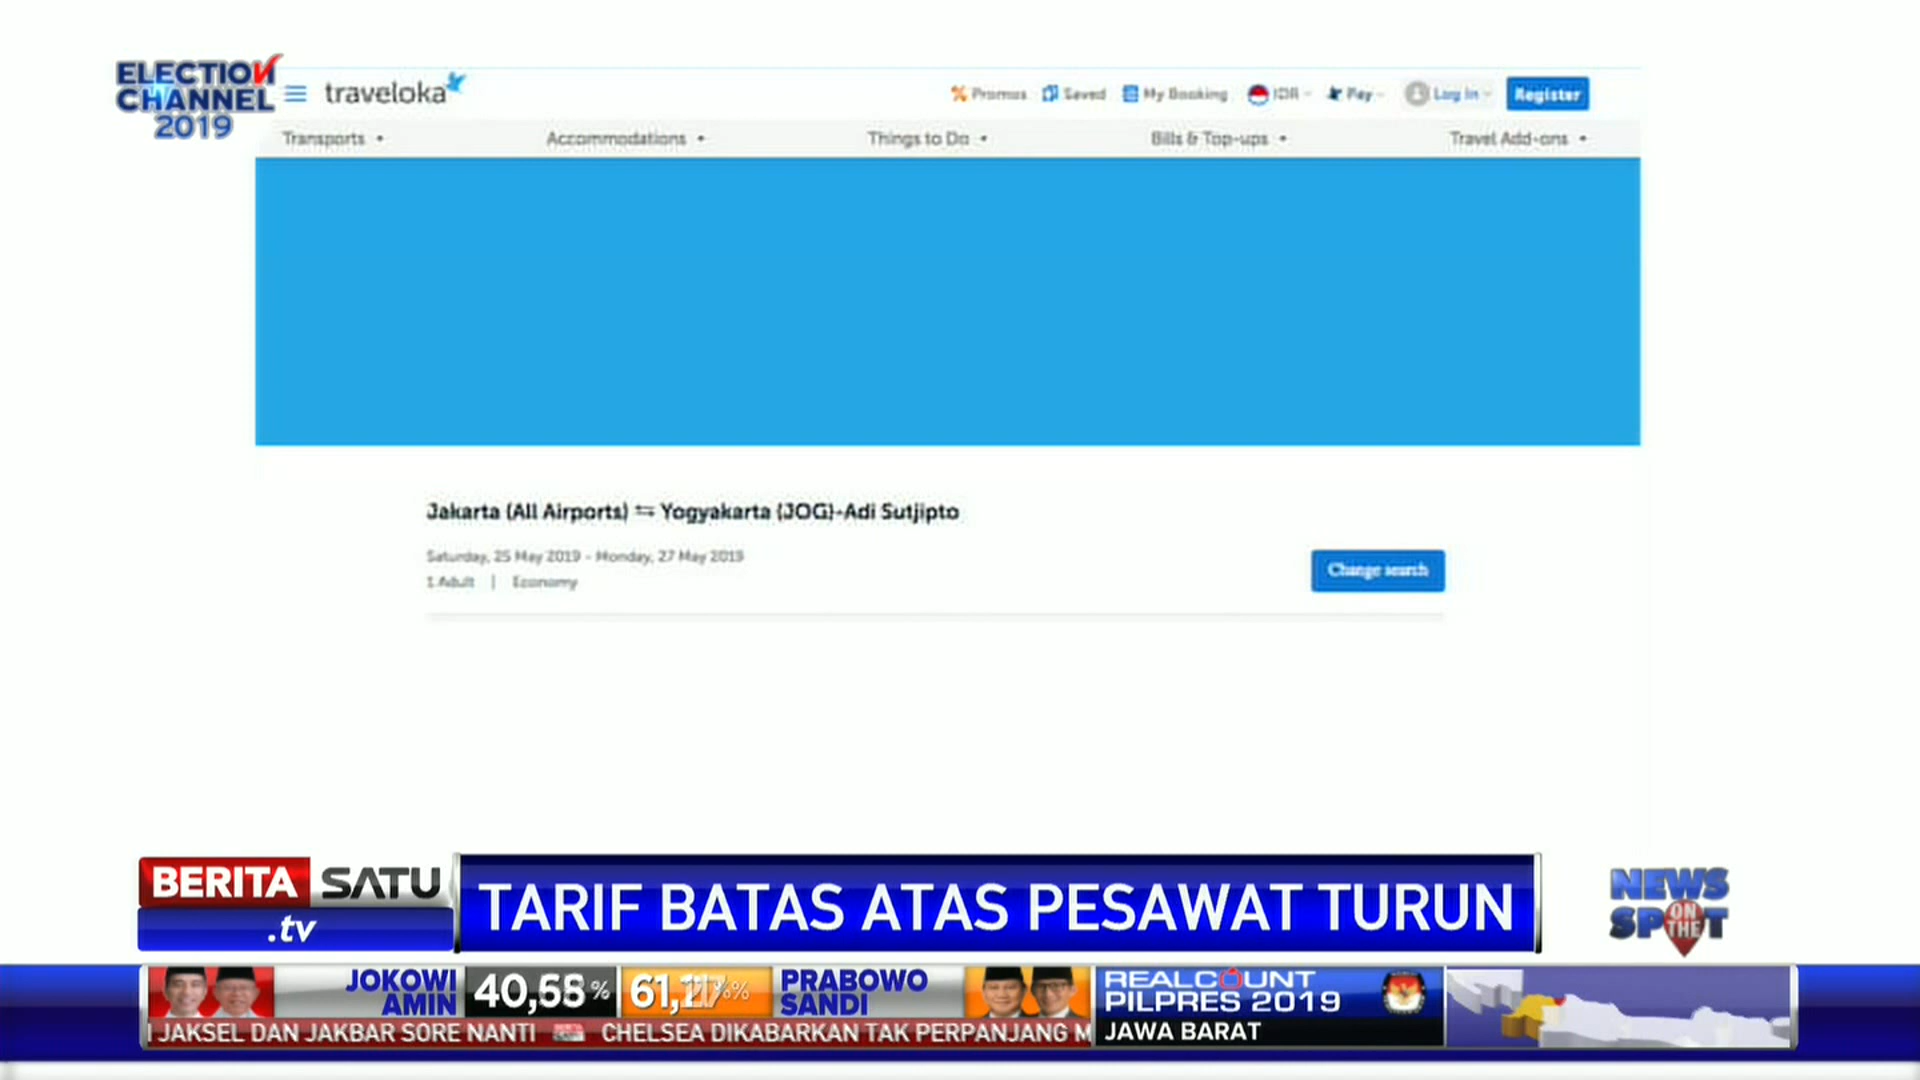 ELECTION
CHANNEL
2019
traveloka
Promos Saved My Booking IDR Pay Log In Register
Transports Accommodations Things to Do Bills & Top-ups Travel Add-ons
Jakarta (All Airports) ⇆ Yogyakarta (JOG)-Adi Sutjipto
Saturday, 25 May 2019 - Monday, 27 May 2019
1 Adult | Economy
Change search
BERITA SATU
.tv
TARIF BATAS ATAS PESAWAT TURUN
NEWS
ON THE
SPOT
JOKOWI
AMIN
%
PRABOWO
SANDI
REALCOUNT
PILPRES 2019
JAWA BARAT
I JAKSEL DAN JAKBAR SORE NANTI CHELSEA DIKABARKAN TAK PERPANJANG M